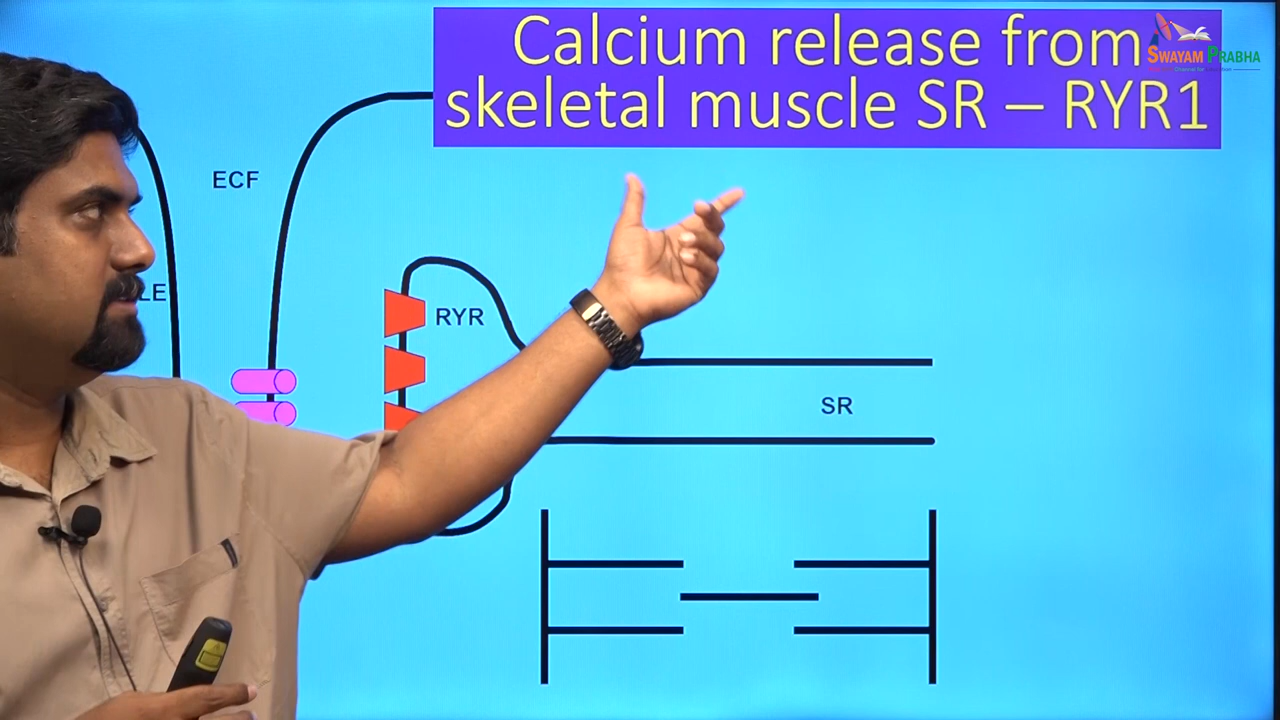 Calcium release from
skeletal muscle SR – RYR1
SWAYAM PRABHA
ECF
LE
RYR
SR